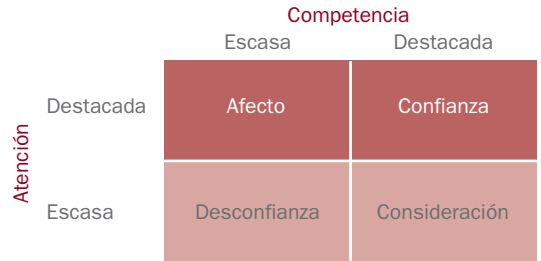 Competencia
Escasa Destacada
Atención
Destacada Afecto Confianza
Escasa Desconfianza Consideración